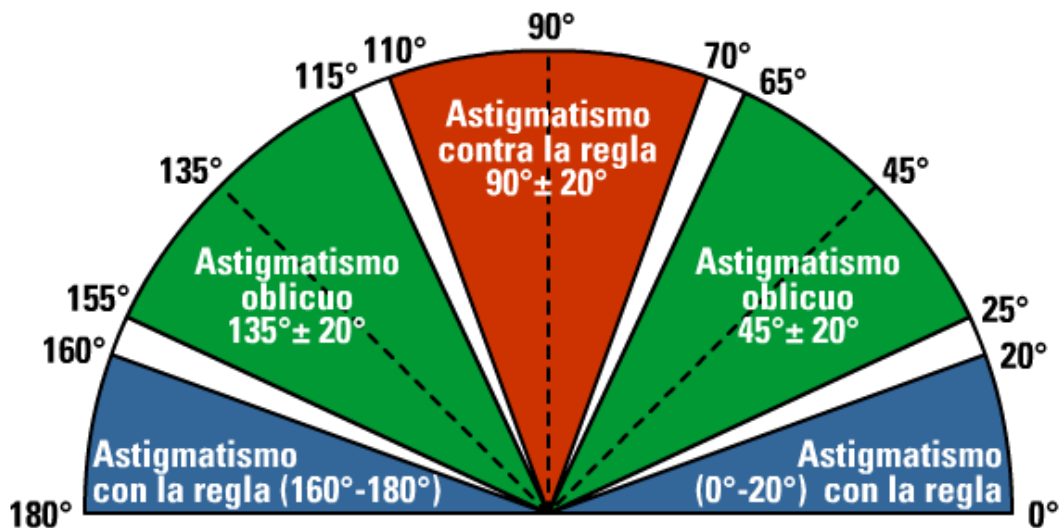 90°
110°
70°
115°
65°
Astigmatismo
contra la regla
90°± 20°
135°
45°
Astigmatismo
oblicuo
135°± 20°
Astigmatismo
oblicuo
45°± 20°
155°
25°
160°
20°
Astigmatismo
con la regla (160°-180°)
Astigmatismo
(0°-20°) con la regla
180°
0°